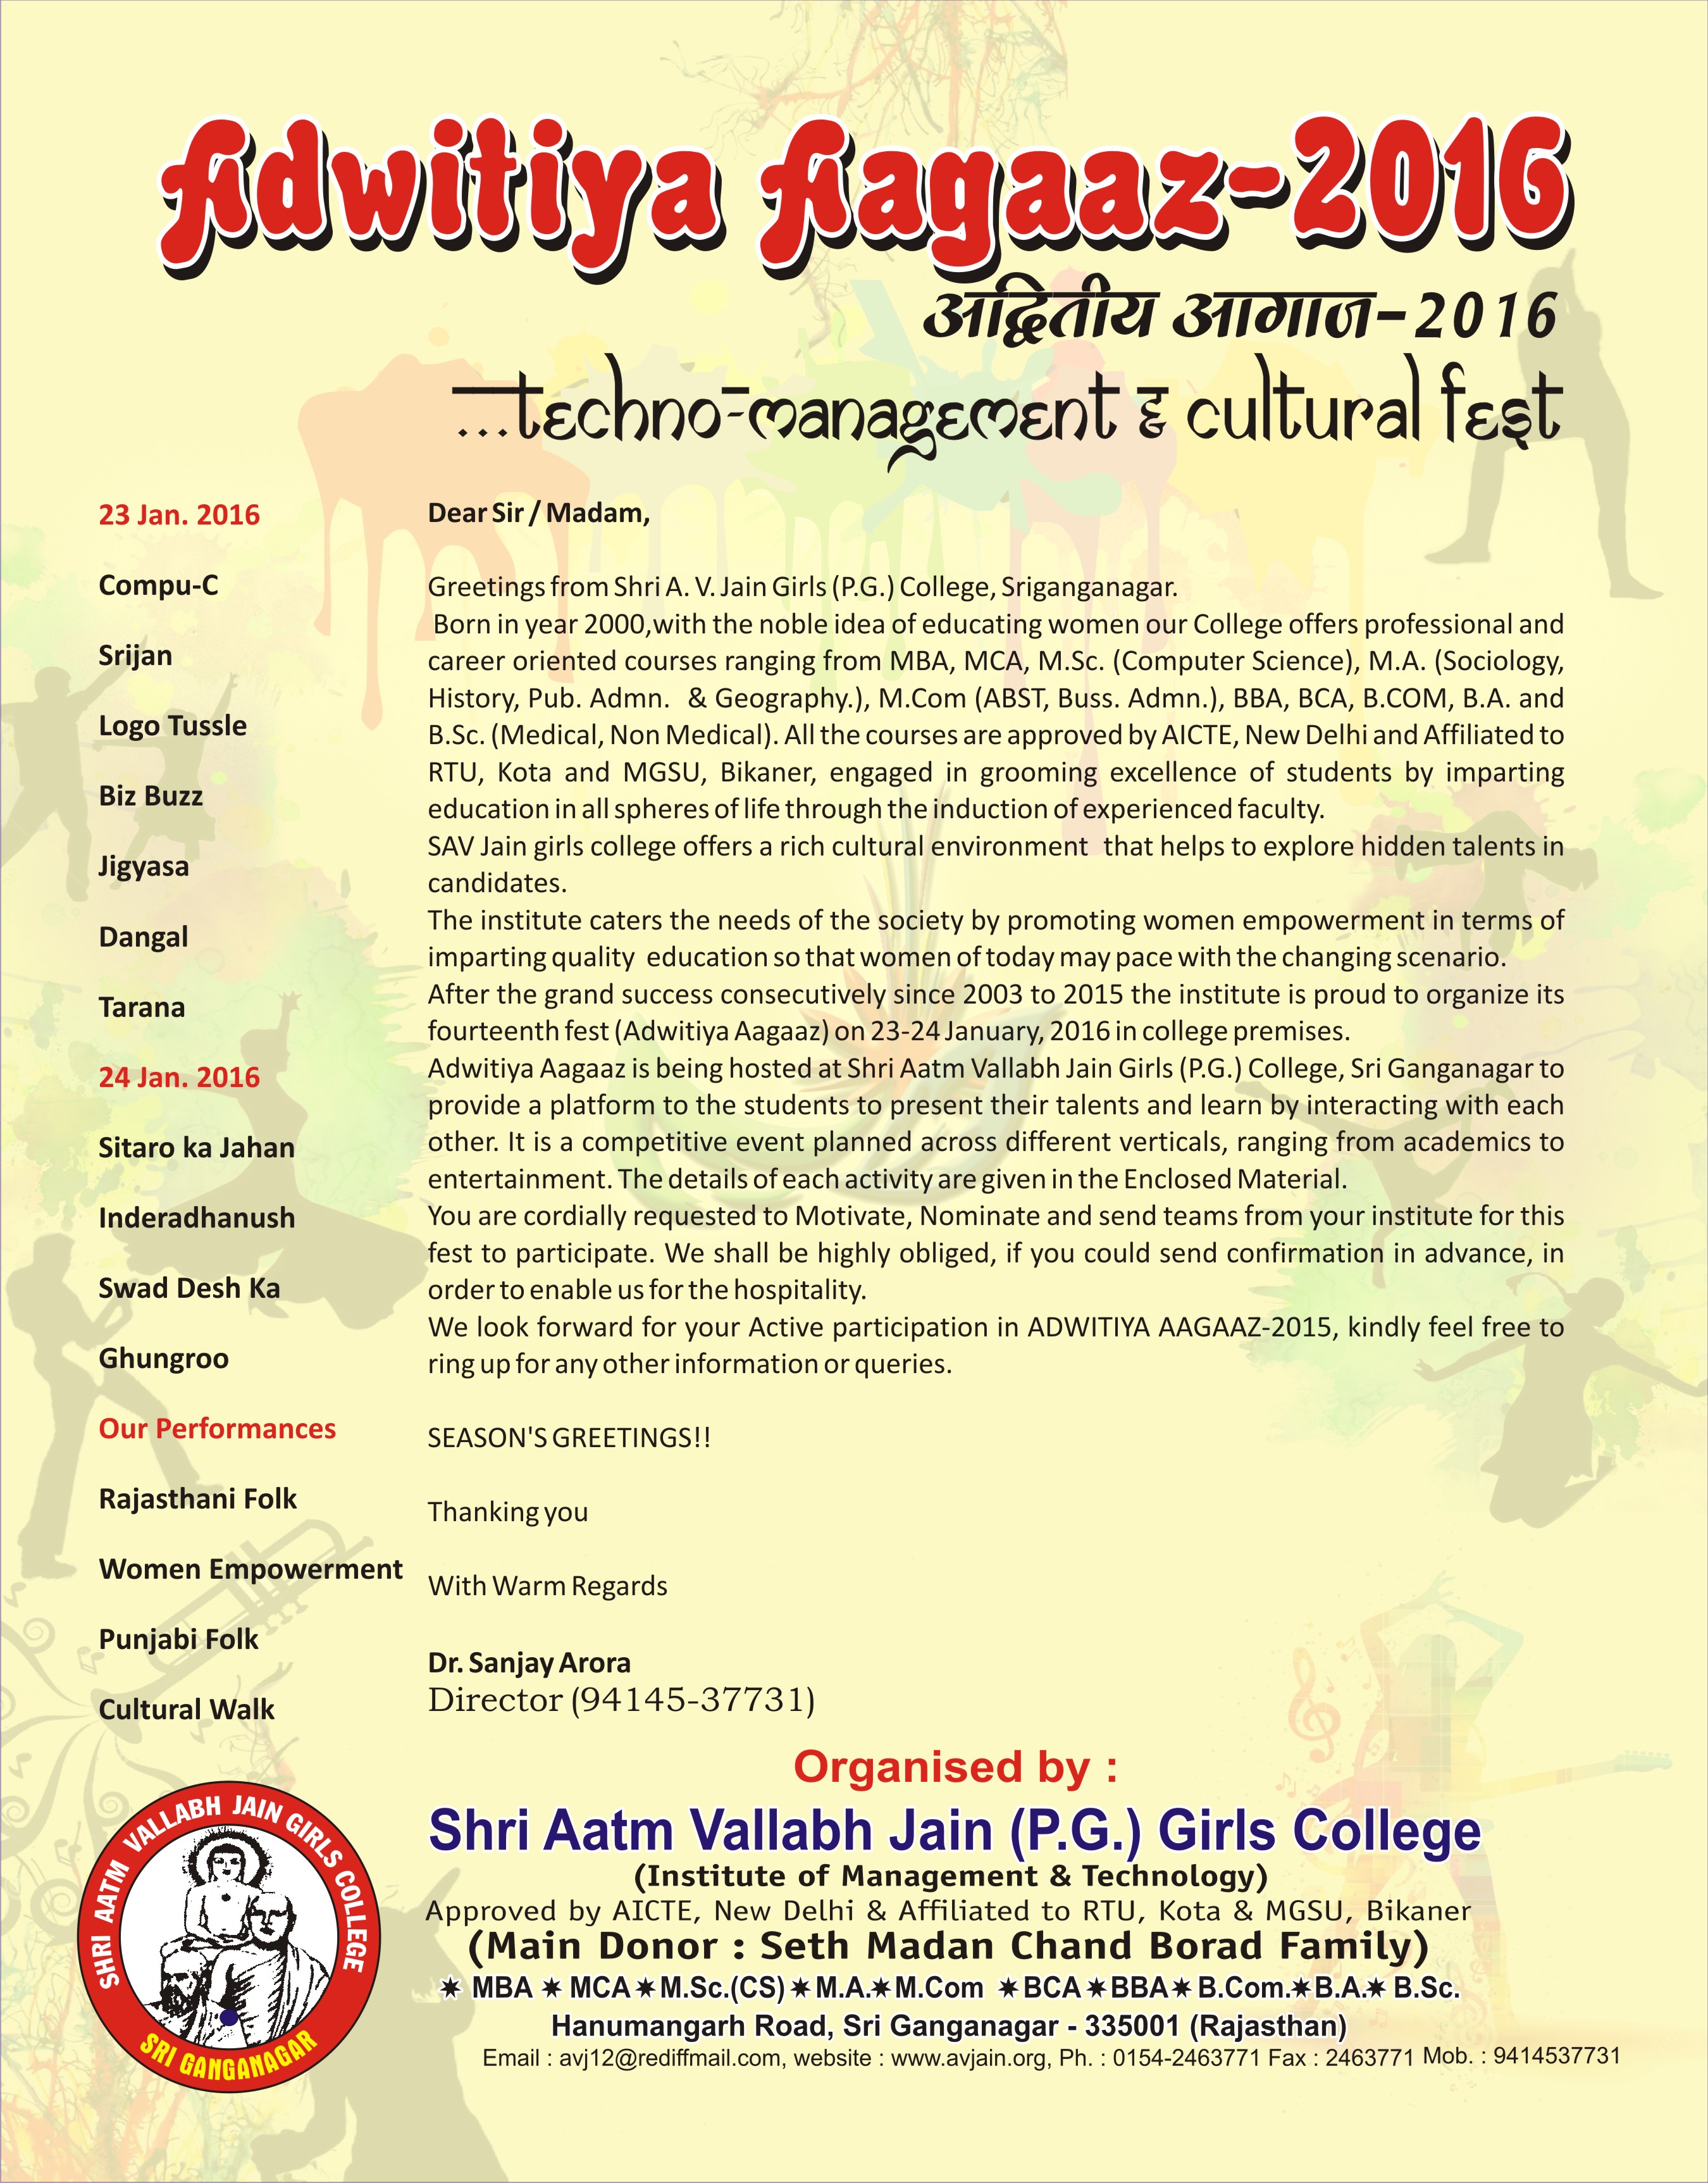 Adwitiya Aagaaz-2016
अद्वितीय आगाज-2016
...techno-management & cultural fest
23 Jan. 2016
Compu-C
Srijan
Logo Tussle
Biz Buzz
Jigyasa
Dangal
Tarana
24 Jan. 2016
Sitaro ka Jahan
Inderadhanush
Swad Desh Ka
Ghungroo
Our Performances
Rajasthani Folk
Women Empowerment
Punjabi Folk
Cultural Walk
Dear Sir / Madam,
Greetings from Shri A. V. Jain Girls (P.G.) College, Sriganganagar.
Born in year 2000,with the noble idea of educating women our College offers professional and
career oriented courses ranging from MBA, MCA, M.Sc. (Computer Science), M.A. (Sociology,
History, Pub. Admn. & Geography.), M.Com (ABST, Buss. Admn.), BBA, BCA, B.COM, B.A. and
B.Sc. (Medical, Non Medical). All the courses are approved by AICTE, New Delhi and Affiliated to
RTU, Kota and MGSU, Bikaner, engaged in grooming excellence of students by imparting
education in all spheres of life through the induction of experienced faculty.
SAV Jain girls college offers a rich cultural environment that helps to explore hidden talents in
candidates.
The institute caters the needs of the society by promoting women empowerment in terms of
imparting quality education so that women of today may pace with the changing scenario.
After the grand success consecutively since 2003 to 2015 the institute is proud to organize its
fourteenth fest (Adwitiya Aagaaz) on 23-24 January, 2016 in college premises.
Adwitiya Aagaaz is being hosted at Shri Aatm Vallabh Jain Girls (P.G.) College, Sri Ganganagar to
provide a platform to the students to present their talents and learn by interacting with each
other. It is a competitive event planned across different verticals, ranging from academics to
entertainment. The details of each activity are given in the Enclosed Material.
You are cordially requested to Motivate, Nominate and send teams from your institute for this
fest to participate. We shall be highly obliged, if you could send confirmation in advance, in
order to enable us for the hospitality.
We look forward for your Active participation in ADWITIYA AAGAAZ-2015, kindly feel free to
ring up for any other information or queries.
SEASON'S GREETINGS!!
Thanking you
With Warm Regards
Dr. Sanjay Arora
Director (94145-37731)
SHRI AATM VALLABH JAIN GIRLS COLLEGE
SRI GANGANAGAR
Organised by :
Shri Aatm Vallabh Jain (P.G.) Girls College
(Institute of Management & Technology)
Approved by AICTE, New Delhi & Affiliated to RTU, Kota & MGSU, Bikaner
(Main Donor : Seth Madan Chand Borad Family)
✷ MBA ✷ MCA ✷ M.Sc.(CS) ✷ M.A. ✷ M.Com ✷ BCA ✷ BBA ✷ B.Com. ✷ B.A. ✷ B.Sc.
Hanumangarh Road, Sri Ganganagar - 335001 (Rajasthan)
Email : avj12@rediffmail.com, website : www.avjain.org, Ph. : 0154-2463771 Fax : 2463771 Mob. : 9414537731